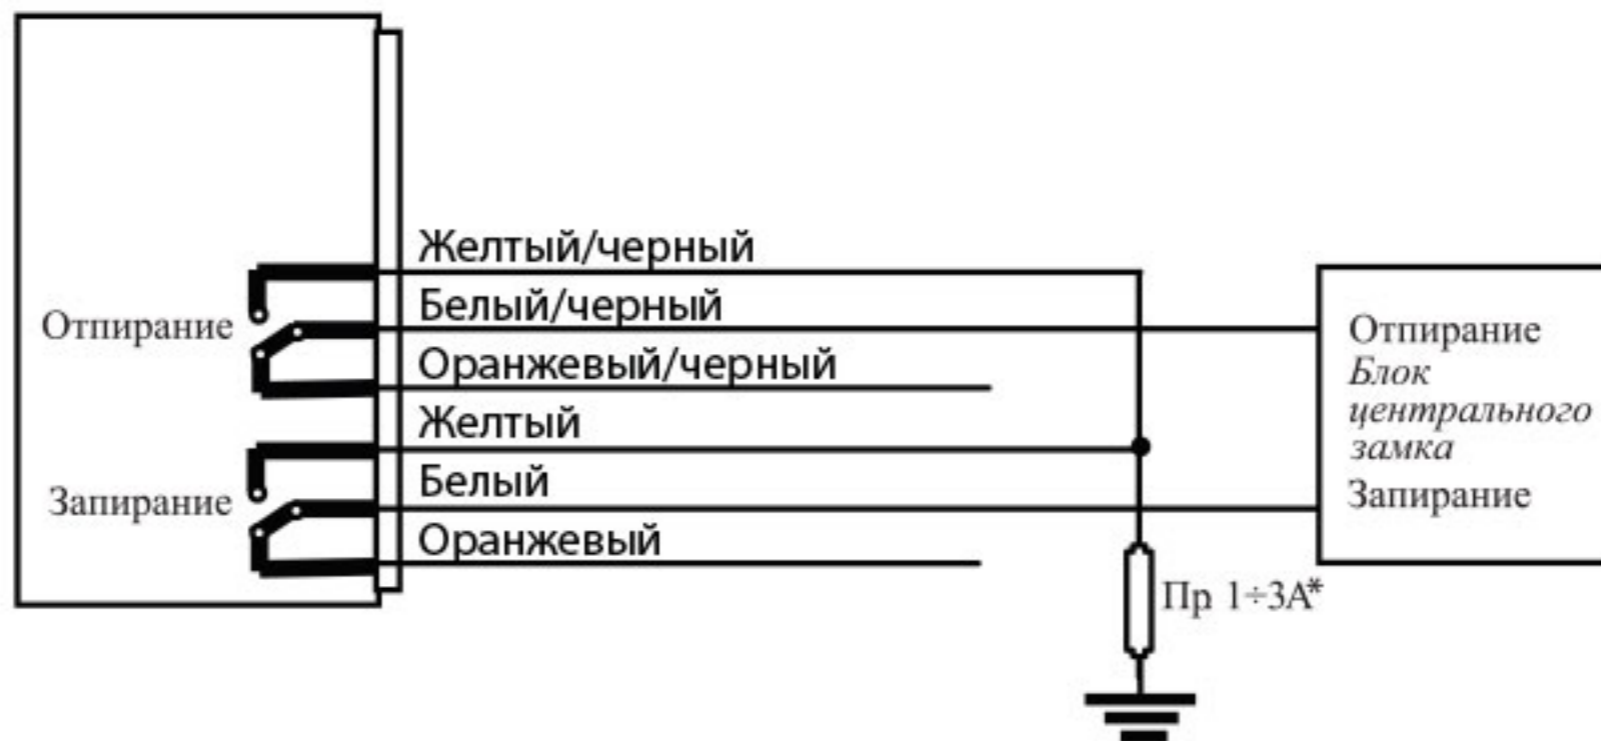 Желтый/черный
Белый/черный
Отпирание
Оранжевый/черный
Желтый
Белый
Запирание
Оранжевый
Отпирание
Блок
центрального
замка
Запирание
Пр 1÷3А*